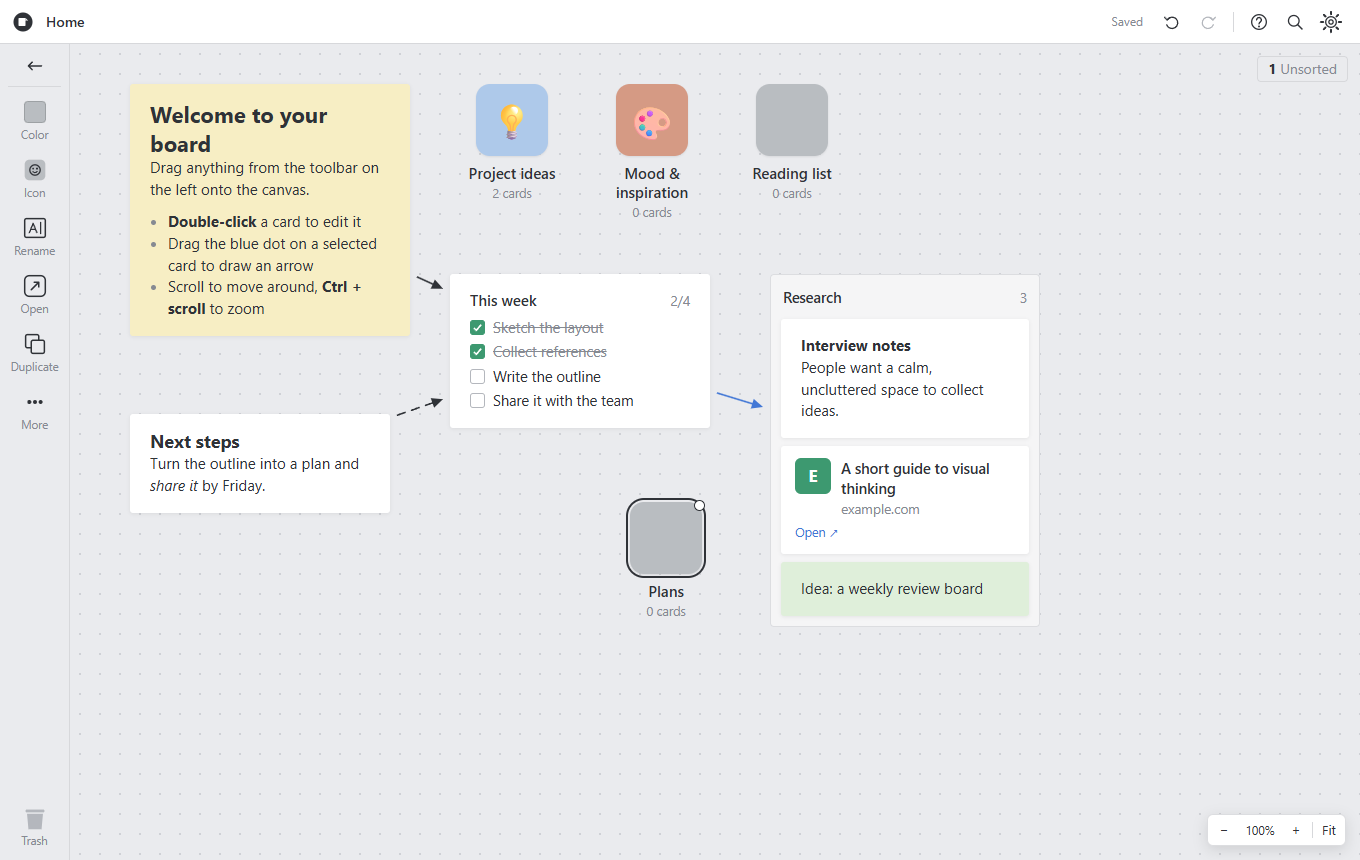 Home
Saved
1 Unsorted
Color
Icon
AI
Rename
Open
Duplicate
More
Trash
Welcome to your
board
Drag anything from the toolbar on
the left onto the canvas.
Double-click a card to edit it
Drag the blue dot on a selected
card to draw an arrow
Scroll to move around, Ctrl +
scroll to zoom
Project ideas
2 cards
Mood &
inspiration
0 cards
Reading list
0 cards
This week 2/4
Sketch the layout
Collect references
Write the outline
Share it with the team
Next steps
Turn the outline into a plan and
share it by Friday.
Plans
0 cards
Research 3
Interview notes
People want a calm,
uncluttered space to collect
ideas.
E
A short guide to visual
thinking
example.com
Open ↗
Idea: a weekly review board
− 100% + Fit